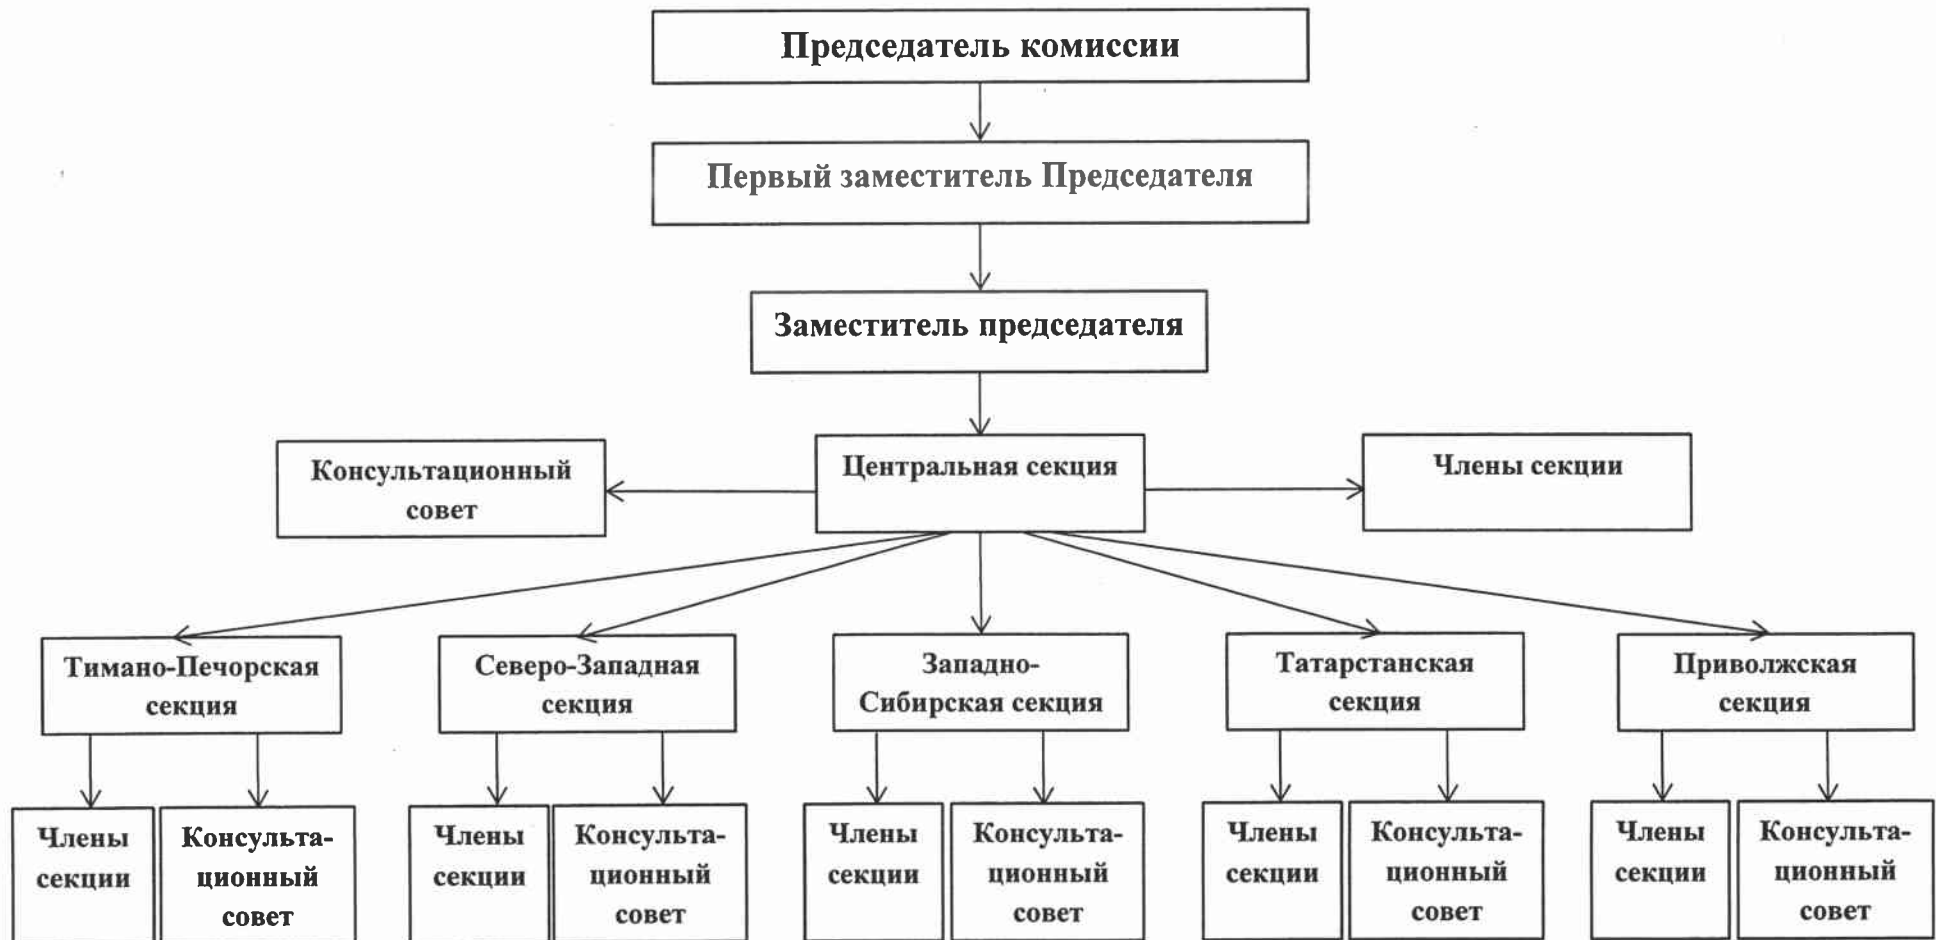 Председатель комиссии
Первый заместитель Председателя
Заместитель председателя
Консультационный
совет
Центральная секция
Члены секции
Тимано-Печорская
секция
Северо-Западная
секция
Западно-
Сибирская секция
Татарстанская
секция
Приволжская
секция
Члены
секции
Консульта-
ционный
совет
Члены
секции
Консульта-
ционный
совет
Члены
секции
Консульта-
ционный
совет
Члены
секции
Консульта-
ционный
совет
Члены
секции
Консульта-
ционный
совет